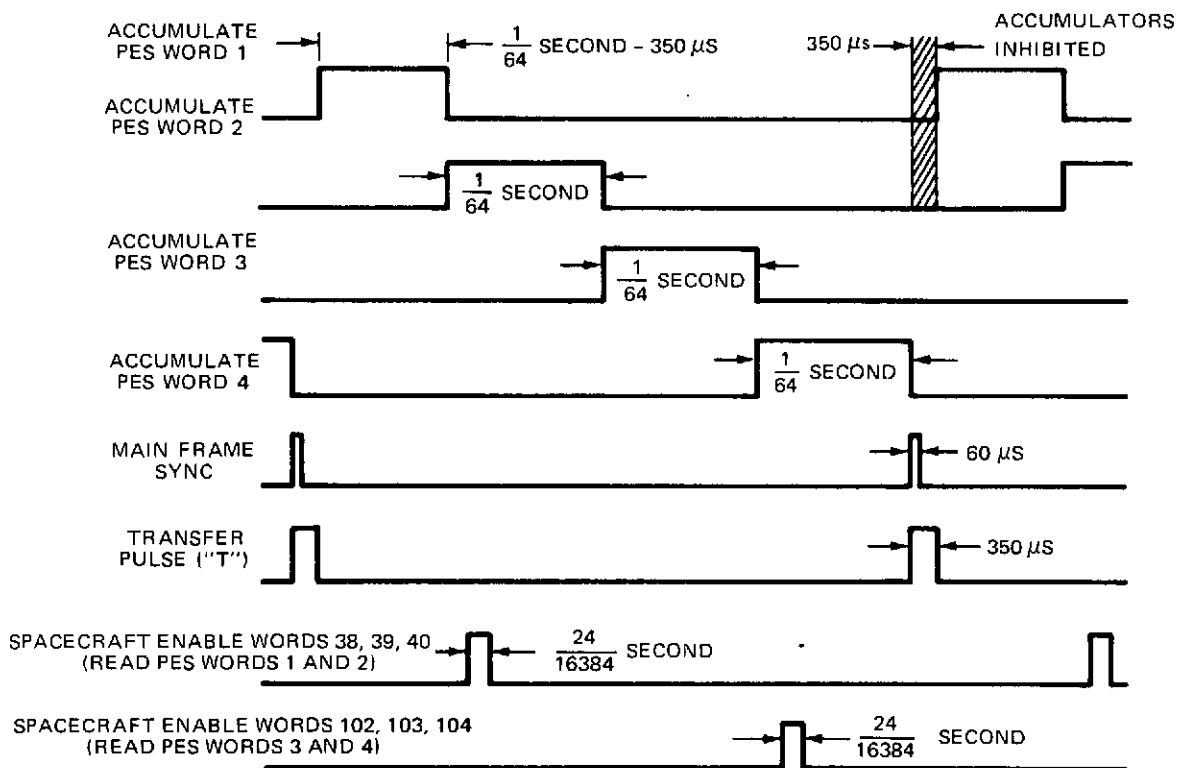 ACCUMULATE
PES WORD 1
1/64 SECOND - 350 µS
350 µs
ACCUMULATORS
INHIBITED
ACCUMULATE
PES WORD 2
1/64 SECOND
ACCUMULATE
PES WORD 3
1/64 SECOND
ACCUMULATE
PES WORD 4
1/64 SECOND
MAIN FRAME
SYNC
60 µS
TRANSFER
PULSE ("T")
350 µS
SPACECRAFT ENABLE WORDS 38, 39, 40
(READ PES WORDS 1 AND 2)
24/16384 SECOND
SPACECRAFT ENABLE WORDS 102, 103, 104
(READ PES WORDS 3 AND 4)
24/16384 SECOND